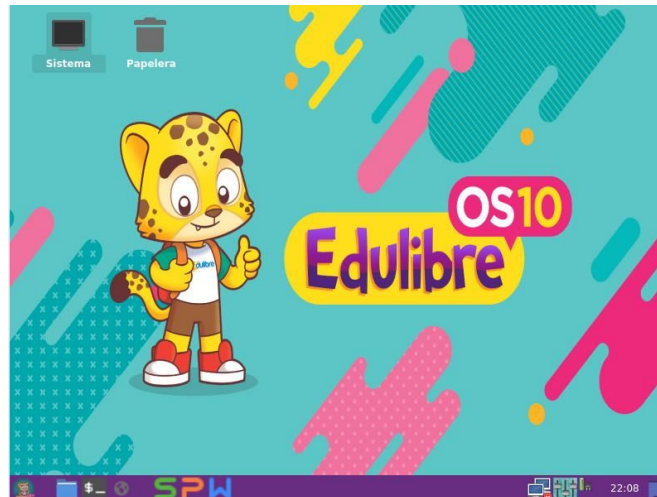 Sistema
Papelera
OS10
Edulibre
edulibre
$_
S P W
22:08